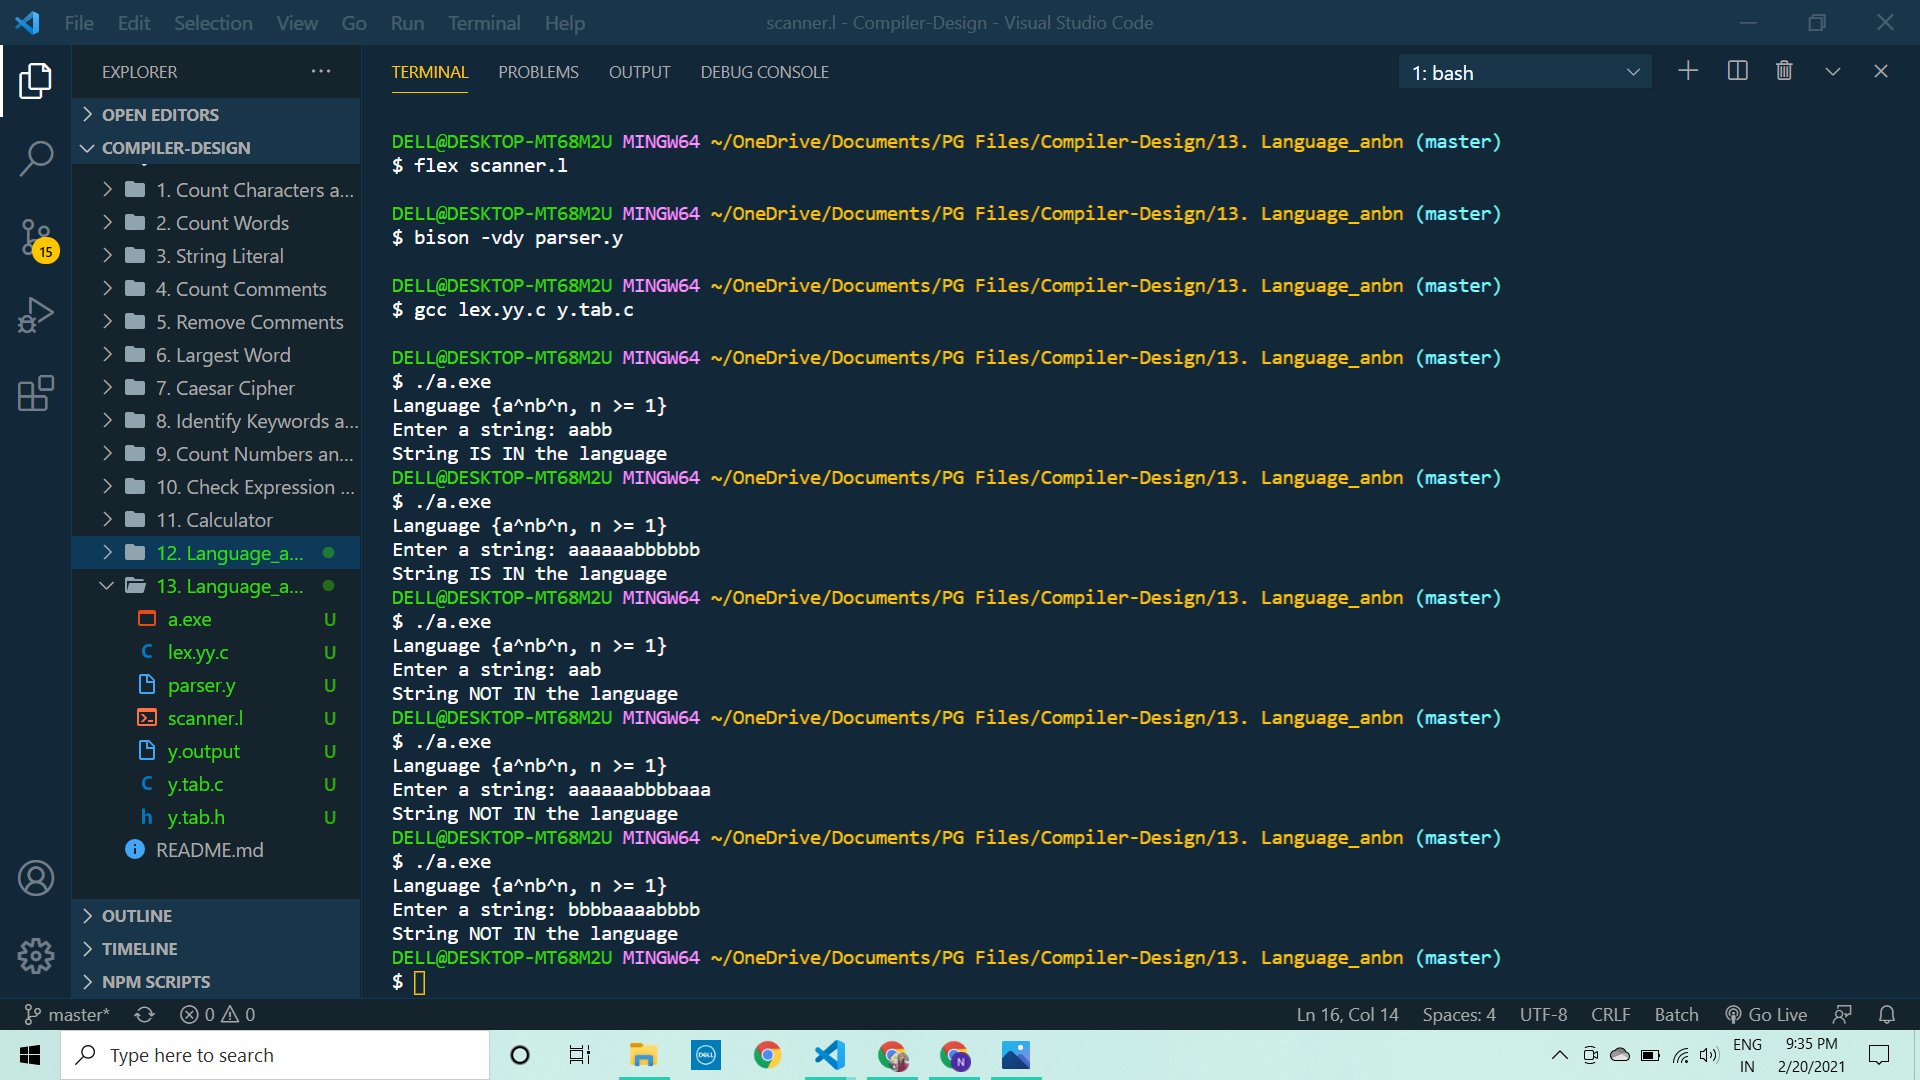 File Edit Selection View Go Run Terminal Help
scanner.l - Compiler-Design - Visual Studio Code
EXPLORER
OPEN EDITORS
COMPILER-DESIGN
1. Count Characters a...
2. Count Words
3. String Literal
4. Count Comments
5. Remove Comments
6. Largest Word
7. Caesar Cipher
8. Identify Keywords a...
9. Count Numbers an...
10. Check Expression ...
11. Calculator
12. Language_a...
13. Language_a...
a.exe U
lex.yy.c U
parser.y U
scanner.l U
y.output U
y.tab.c U
y.tab.h U
README.md
OUTLINE
TIMELINE
NPM SCRIPTS
15
TERMINAL PROBLEMS OUTPUT DEBUG CONSOLE
1: bash
DELL@DESKTOP-MT68M2U MINGW64 ~/OneDrive/Documents/PG Files/Compiler-Design/13. Language_anbn (master)
$ flex scanner.l
DELL@DESKTOP-MT68M2U MINGW64 ~/OneDrive/Documents/PG Files/Compiler-Design/13. Language_anbn (master)
$ bison -vdy parser.y
DELL@DESKTOP-MT68M2U MINGW64 ~/OneDrive/Documents/PG Files/Compiler-Design/13. Language_anbn (master)
$ gcc lex.yy.c y.tab.c
DELL@DESKTOP-MT68M2U MINGW64 ~/OneDrive/Documents/PG Files/Compiler-Design/13. Language_anbn (master)
$ ./a.exe
Language {a^nb^n, n >= 1}
Enter a string: aabb
String IS IN the language
DELL@DESKTOP-MT68M2U MINGW64 ~/OneDrive/Documents/PG Files/Compiler-Design/13. Language_anbn (master)
$ ./a.exe
Language {a^nb^n, n >= 1}
Enter a string: aaaaaabbbbbb
String IS IN the language
DELL@DESKTOP-MT68M2U MINGW64 ~/OneDrive/Documents/PG Files/Compiler-Design/13. Language_anbn (master)
$ ./a.exe
Language {a^nb^n, n >= 1}
Enter a string: aab
String NOT IN the language
DELL@DESKTOP-MT68M2U MINGW64 ~/OneDrive/Documents/PG Files/Compiler-Design/13. Language_anbn (master)
$ ./a.exe
Language {a^nb^n, n >= 1}
Enter a string: aaaaaabbbbaaa
String NOT IN the language
DELL@DESKTOP-MT68M2U MINGW64 ~/OneDrive/Documents/PG Files/Compiler-Design/13. Language_anbn (master)
$ ./a.exe
Language {a^nb^n, n >= 1}
Enter a string: bbbbaaaabbbb
String NOT IN the language
DELL@DESKTOP-MT68M2U MINGW64 ~/OneDrive/Documents/PG Files/Compiler-Design/13. Language_anbn (master)
$
master* 0 0
Ln 16, Col 14 Spaces: 4 UTF-8 CRLF Batch Go Live
Type here to search
DELL
N
ENG
IN
9:35 PM
2/20/2021